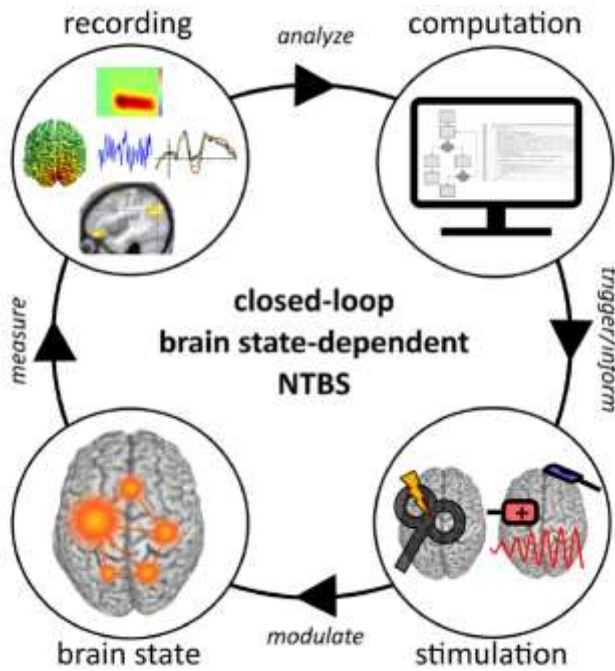 recording
analyze
computation
measure
closed-loop
brain state-dependent
NTBS
trigger/inform
+
brain state
modulate
stimulation